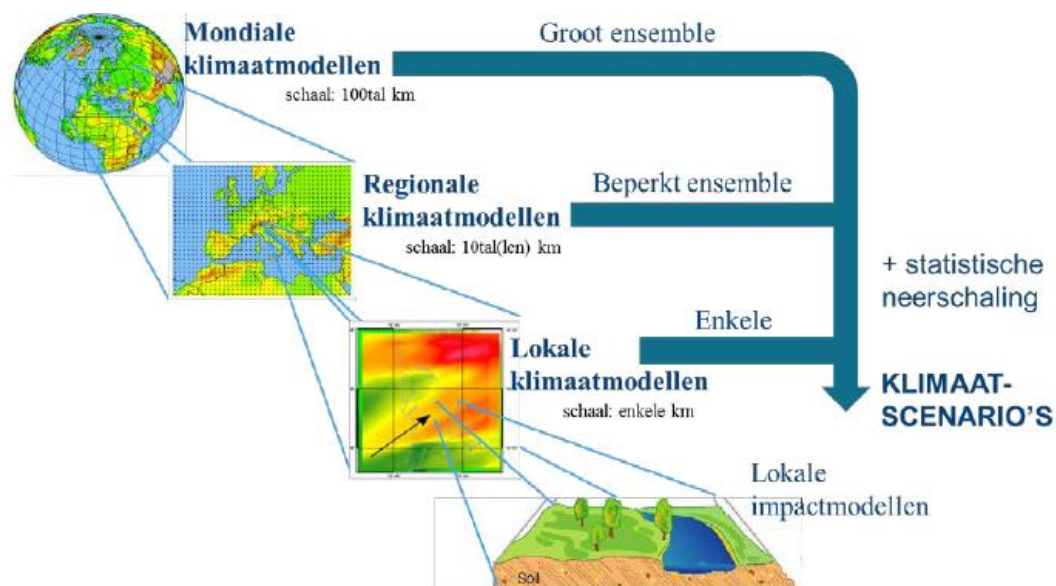 Mondiale
klimaatmodellen
schaal: 100tal km
Groot ensemble
Regionale
klimaatmodellen
schaal: 10tal(len) km
Beperkt ensemble
+ statistische
neerschaling
Enkele
Lokale
klimaatmodellen
schaal: enkele km
KLIMAAT-
SCENARIO'S
Lokale
impactmodellen
Soil